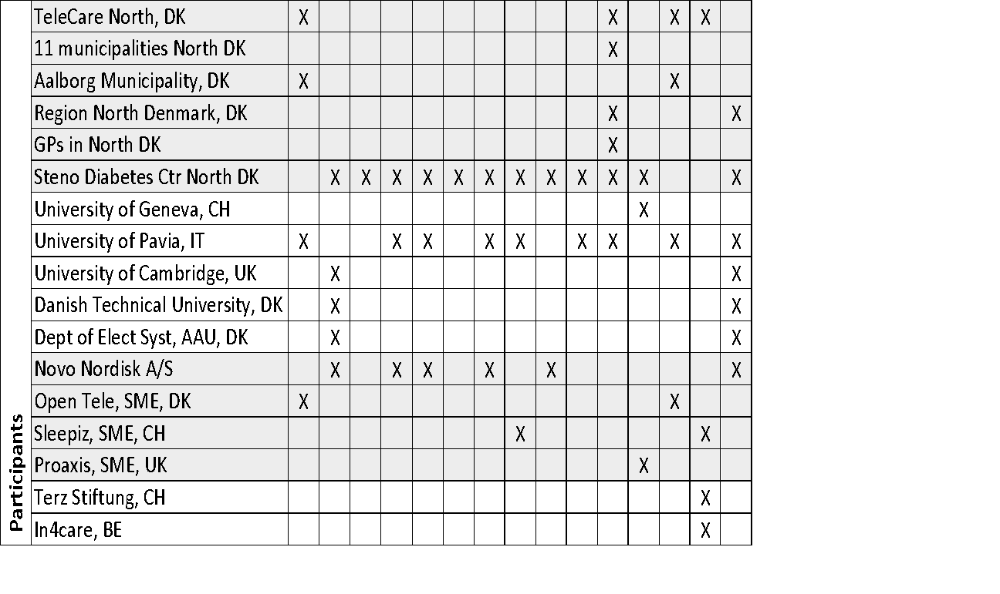 TeleCare North, DK X X X X
11 municipalities North DK X
Aalborg Municipality, DK X X
Region North Denmark, DK X X
GPs in North DK X
Steno Diabetes Ctr North DK X X X X X X X X X X X X
University of Geneva, CH X
University of Pavia, IT X X X X X X X X X
University of Cambridge, UK X X
Danish Technical University, DK X X
Dept of Elect Syst, AAU, DK X X
Novo Nordisk A/S X X X X X X
Open Tele, SME, DK X X
Sleepiz, SME, CH X X
Proaxis, SME, UK X
Terz Stiftung, CH X
In4care, BE X
Participants